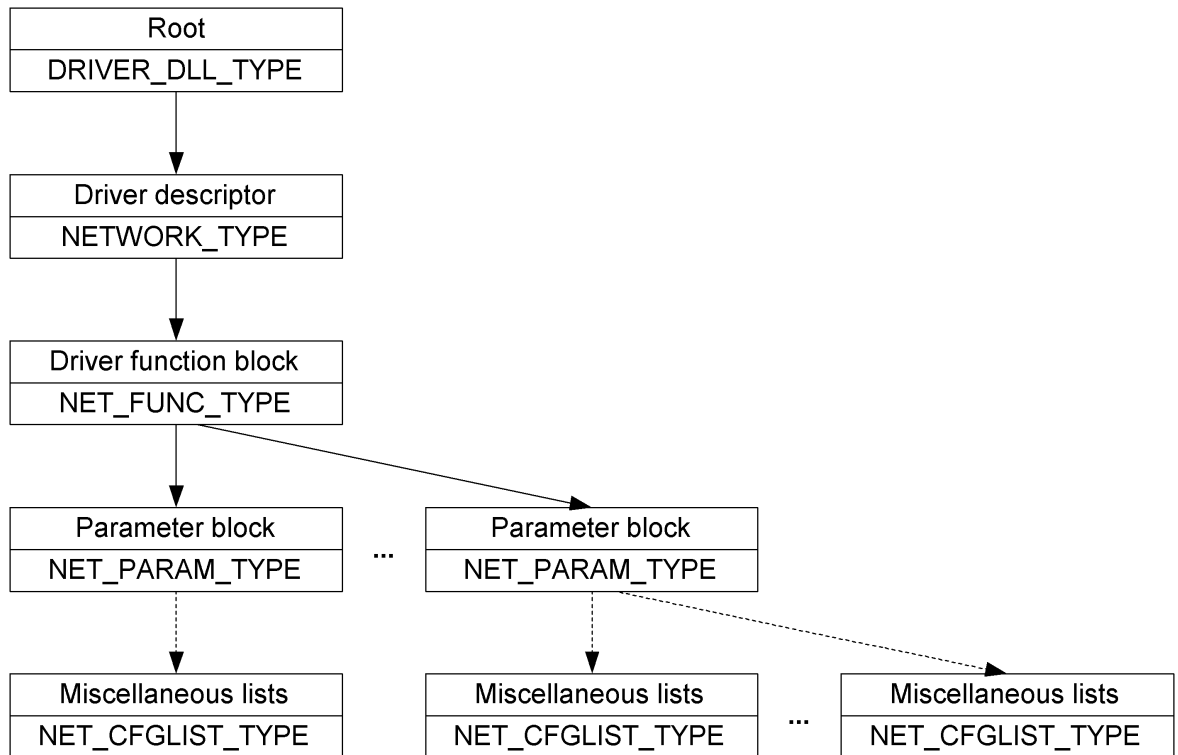 Root
DRIVER_DLL_TYPE
Driver descriptor
NETWORK_TYPE
Driver function block
NET_FUNC_TYPE
Parameter block
NET_PARAM_TYPE
...
Parameter block
NET_PARAM_TYPE
Miscellaneous lists
NET_CFGLIST_TYPE
Miscellaneous lists
NET_CFGLIST_TYPE
...
Miscellaneous lists
NET_CFGLIST_TYPE